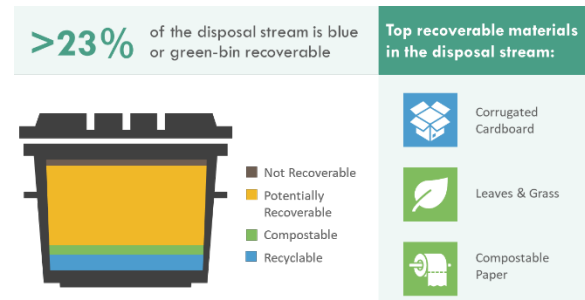 >23%
of the disposal stream is blue
or green-bin recoverable
Top recoverable materials
in the disposal stream:
Not Recoverable
Potentially
Recoverable
Compostable
Recyclable
Corrugated
Cardboard
Leaves & Grass
Compostable
Paper